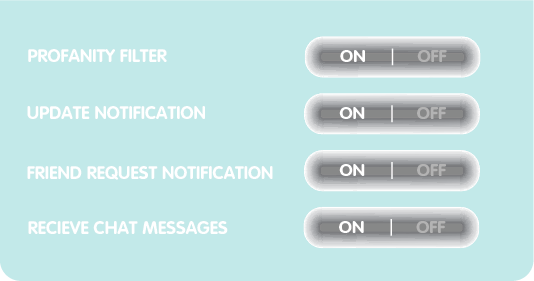 PROFANITY FILTER ON | OFF
UPDATE NOTIFICATION ON | OFF
FRIEND REQUEST NOTIFICATION ON | OFF
RECIEVE CHAT MESSAGES ON | OFF